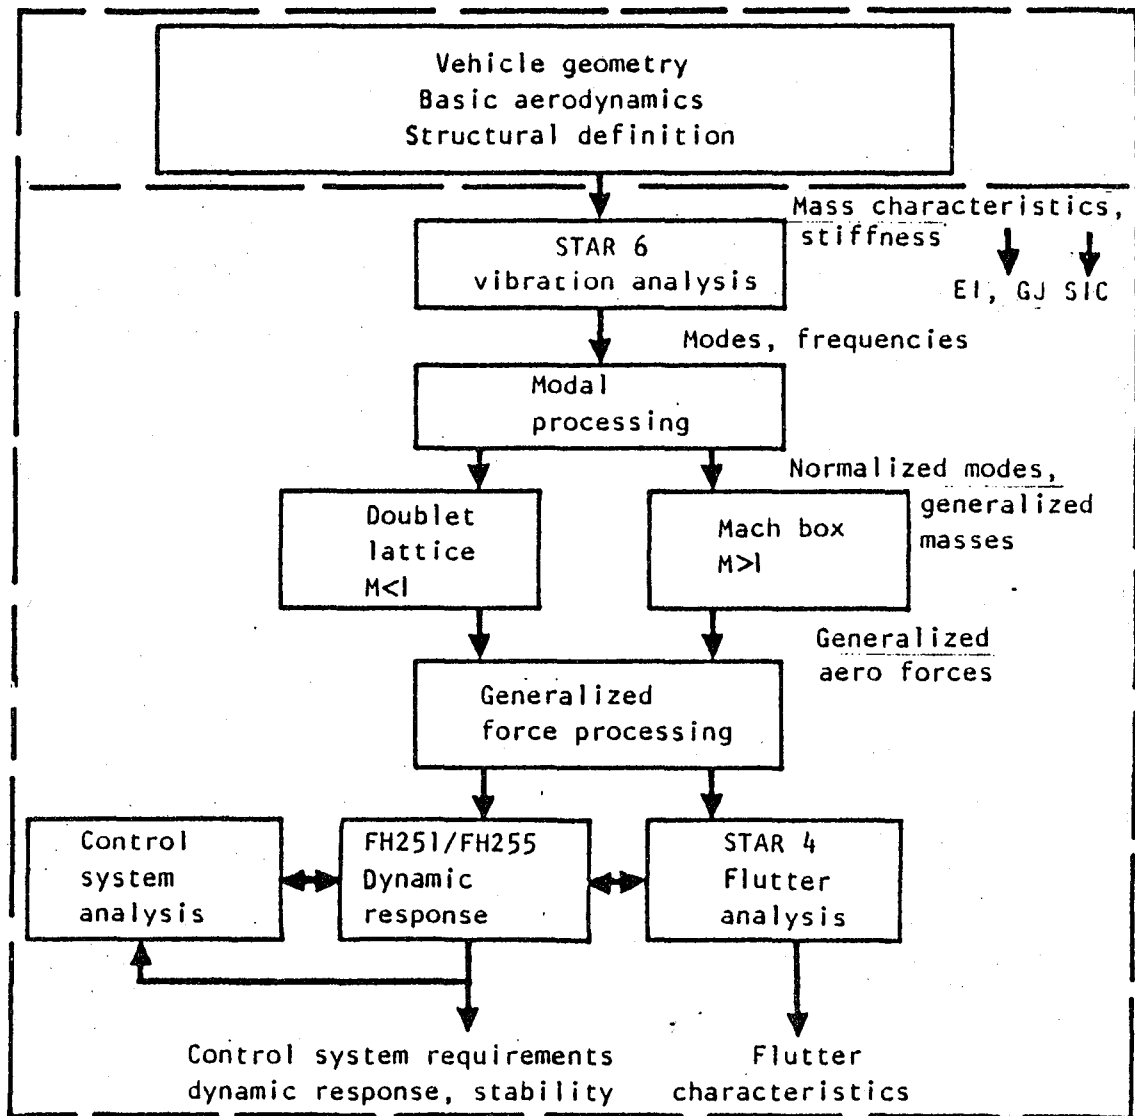 Vehicle geometry
Basic aerodynamics
Structural definition
Mass characteristics,
stiffness
EI, GJ SIC
STAR 6
vibration analysis
Modes, frequencies
Modal
processing
Normalized modes,
generalized
masses
Doublet
lattice
M<1
Mach box
M>1
Generalized
aero forces
Generalized
force processing
Control
system
analysis
FH251/FH255
Dynamic
response
STAR 4
Flutter
analysis
Control system requirements
dynamic response, stability
Flutter
characteristics